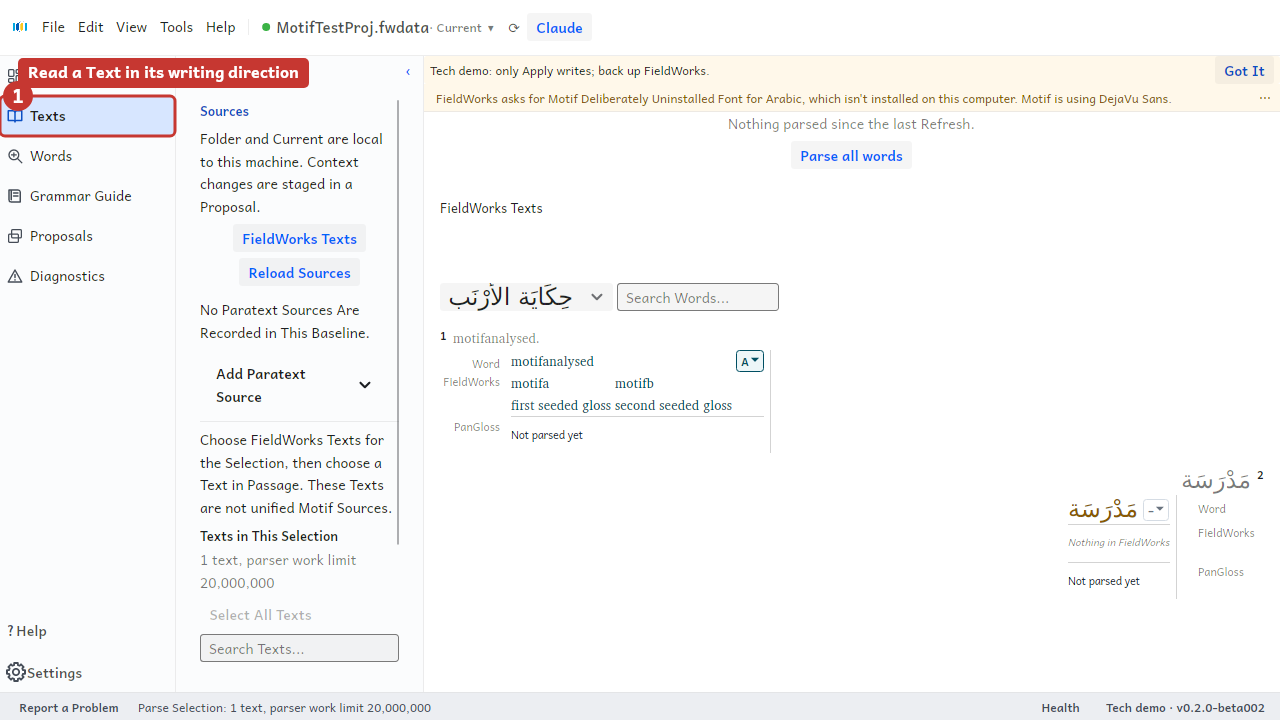 File Edit View Tools Help MotifTestProj.fwdata · Current ▾ ⟳ Claude
Read a Text in its writing direction
1
Texts
Words
Grammar Guide
Proposals
Diagnostics
? Help
Settings
Sources
Folder and Current are local
to this machine. Context
changes are staged in a
Proposal.
FieldWorks Texts
Reload Sources
No Paratext Sources Are
Recorded in This Baseline.
Add Paratext
Source
Choose FieldWorks Texts for
the Selection, then choose a
Text in Passage. These Texts
are not unified Motif Sources.
Texts in This Selection
1 text, parser work limit
20,000,000
Select All Texts
Search Texts...
Tech demo: only Apply writes; back up FieldWorks.
Got It
FieldWorks asks for Motif Deliberately Uninstalled Font for Arabic, which isn't installed on this computer. Motif is using DejaVu Sans.
Nothing parsed since the last Refresh.
Parse all words
FieldWorks Texts
حِكَايَة الأَرْنَب
Search Words...
1 motifanalysed.
Word motifanalysed A
FieldWorks motifa motifb
first seeded gloss second seeded gloss
PanGloss Not parsed yet
2 مَدْرَسَة
Word مَدْرَسَة -
FieldWorks Nothing in FieldWorks
PanGloss Not parsed yet
Report a Problem Parse Selection: 1 text, parser work limit 20,000,000 Health Tech demo · v0.2.0-beta002